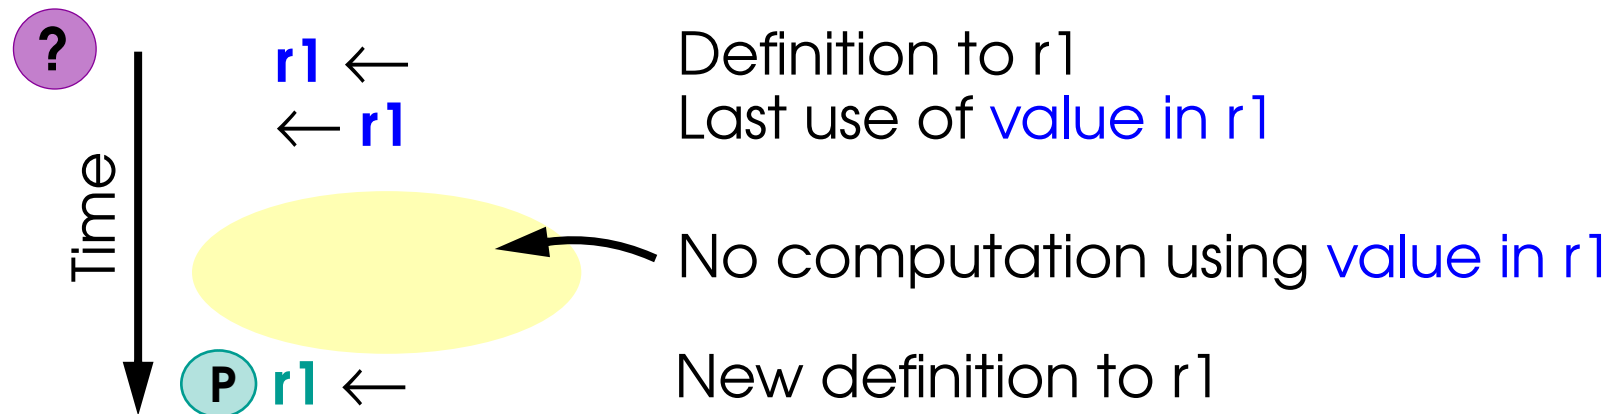 ?
r1 ← Definition to r1
← r1 Last use of value in r1
Time
No computation using value in r1
P r1 ← New definition to r1